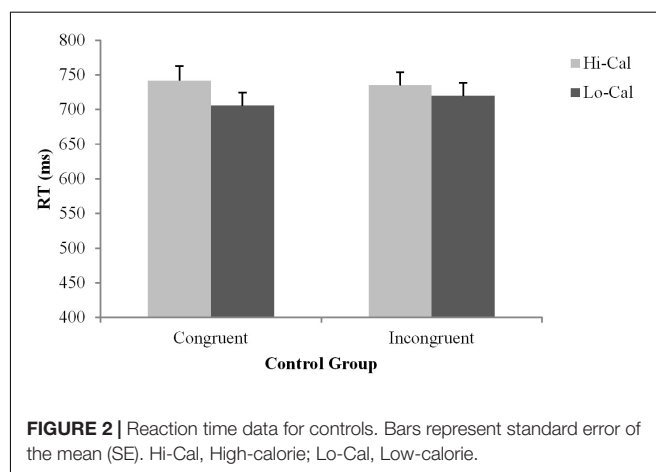 800
750
700
650
600
550
500
450
400
RT (ms)
Hi-Cal
Lo-Cal
Congruent
Incongruent
Control Group
FIGURE 2 | Reaction time data for controls. Bars represent standard error of
the mean (SE). Hi-Cal, High-calorie; Lo-Cal, Low-calorie.